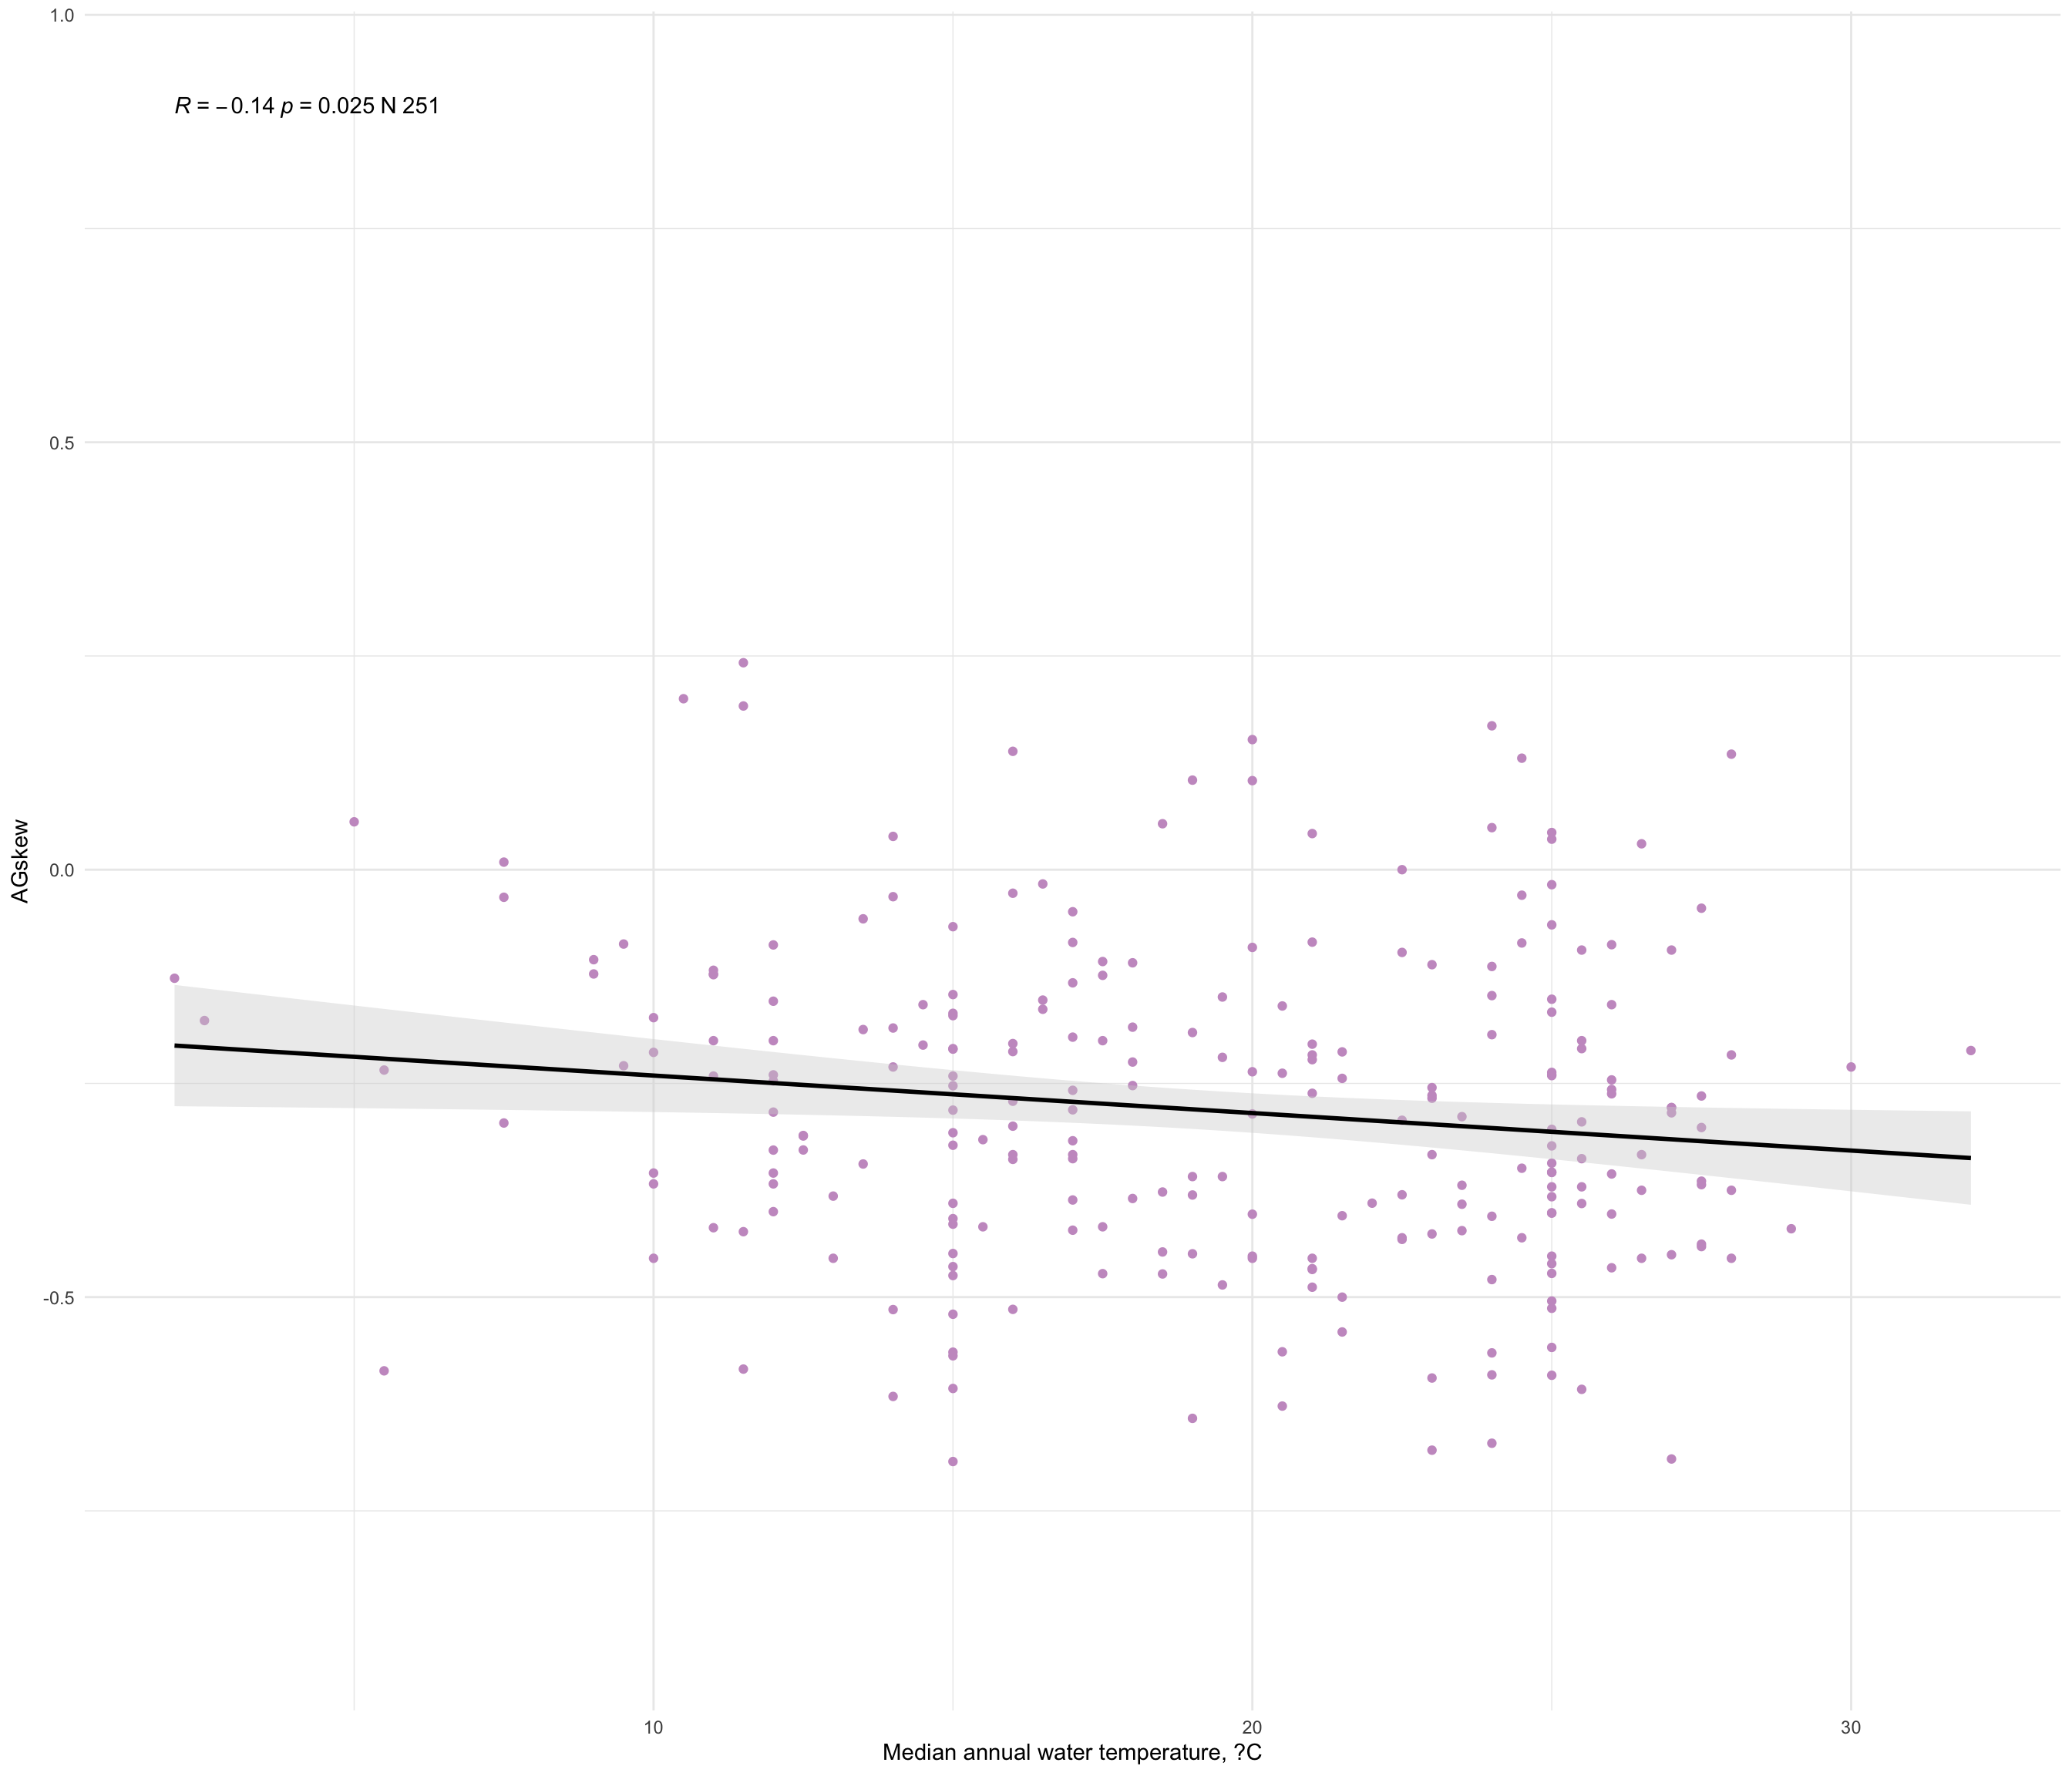 1.0
R = −0.14 p = 0.025 N 251
0.5
0.0
-0.5
AGskew
10 20 30
Median annual water temperature, ?C